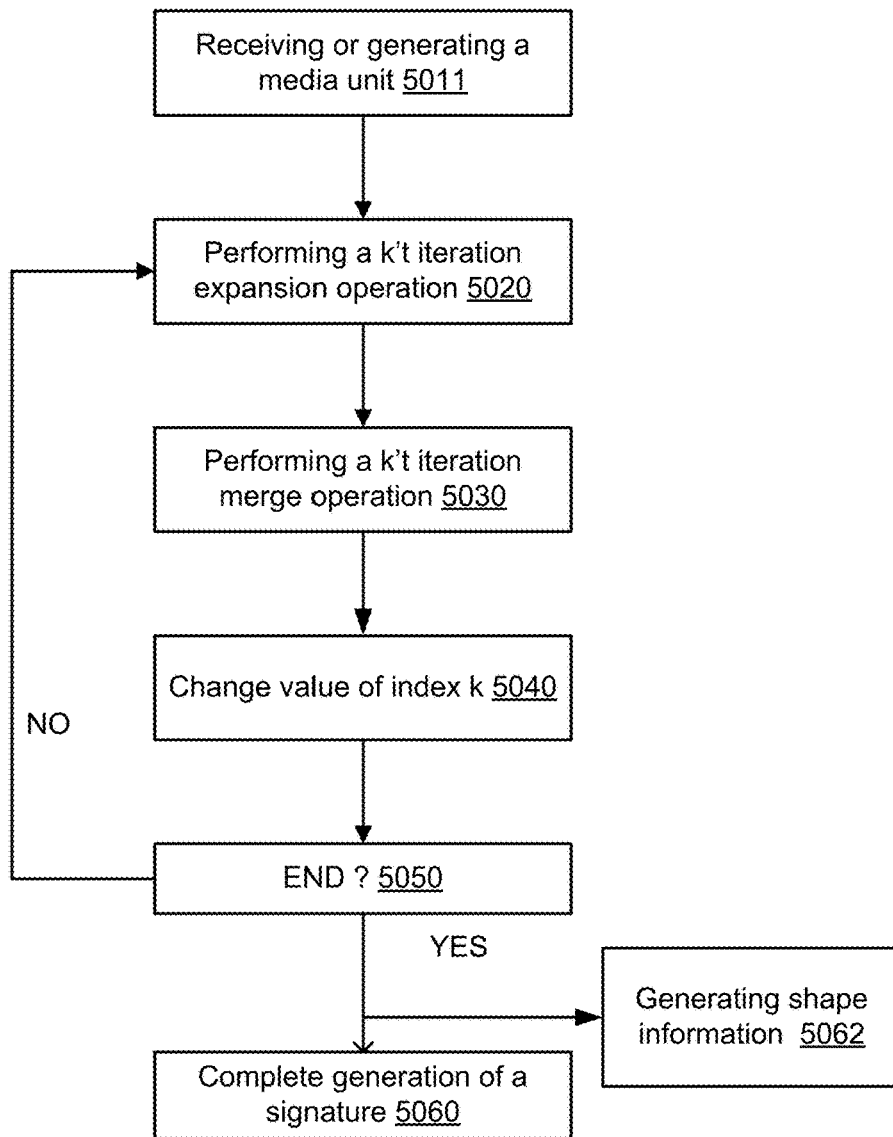 Receiving or generating a
media unit 5011
Performing a k't iteration
expansion operation 5020
Performing a k't iteration
merge operation 5030
Change value of index k 5040
NO
END ? 5050
YES
Generating shape
information 5062
Complete generation of a
signature 5060